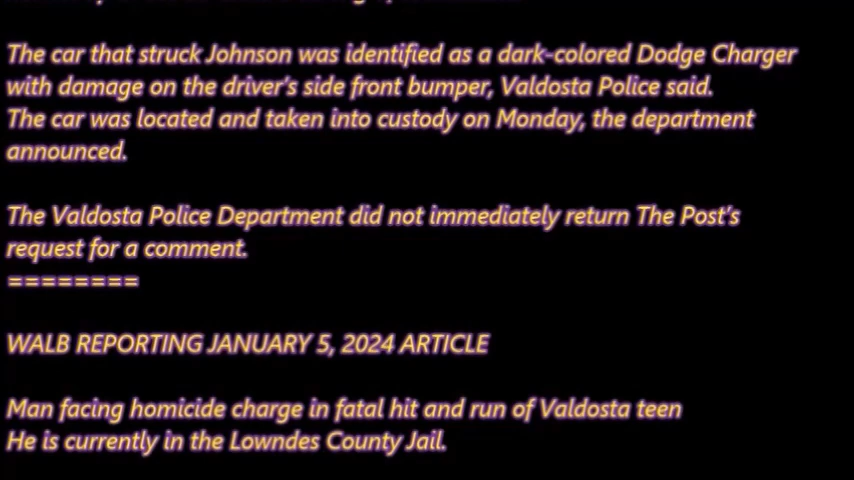 The car that struck Johnson was identified as a dark-colored Dodge Charger
with damage on the driver's side front bumper, Valdosta Police said.
The car was located and taken into custody on Monday, the department
announced.
The Valdosta Police Department did not immediately return The Post's
request for a comment.
========
WALB REPORTING JANUARY 5, 2024 ARTICLE
Man facing homicide charge in fatal hit and run of Valdosta teen
He is currently in the Lowndes County Jail.